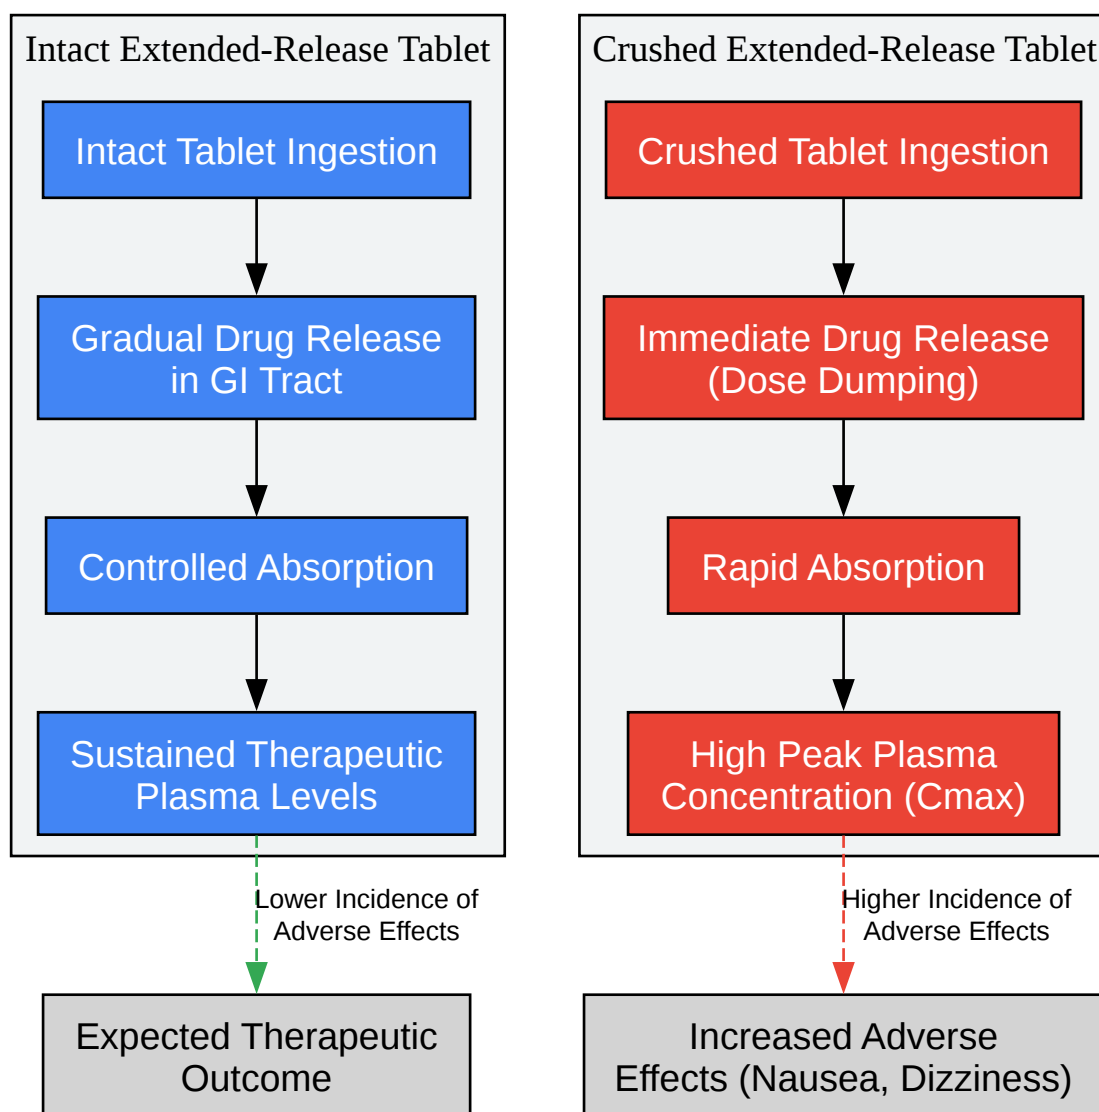 Intact Extended-Release Tablet
Intact Tablet Ingestion
Gradual Drug Release
in GI Tract
Controlled Absorption
Sustained Therapeutic
Plasma Levels
Lower Incidence of
Adverse Effects
Expected Therapeutic
Outcome
Crushed Extended-Release Tablet
Crushed Tablet Ingestion
Immediate Drug Release
(Dose Dumping)
Rapid Absorption
High Peak Plasma
Concentration (Cmax)
Higher Incidence of
Adverse Effects
Increased Adverse
Effects (Nausea, Dizziness)